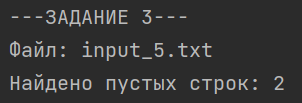 ---ЗАДАНИЕ 3---
Файл: input_5.txt
Найдено пустых строк: 2